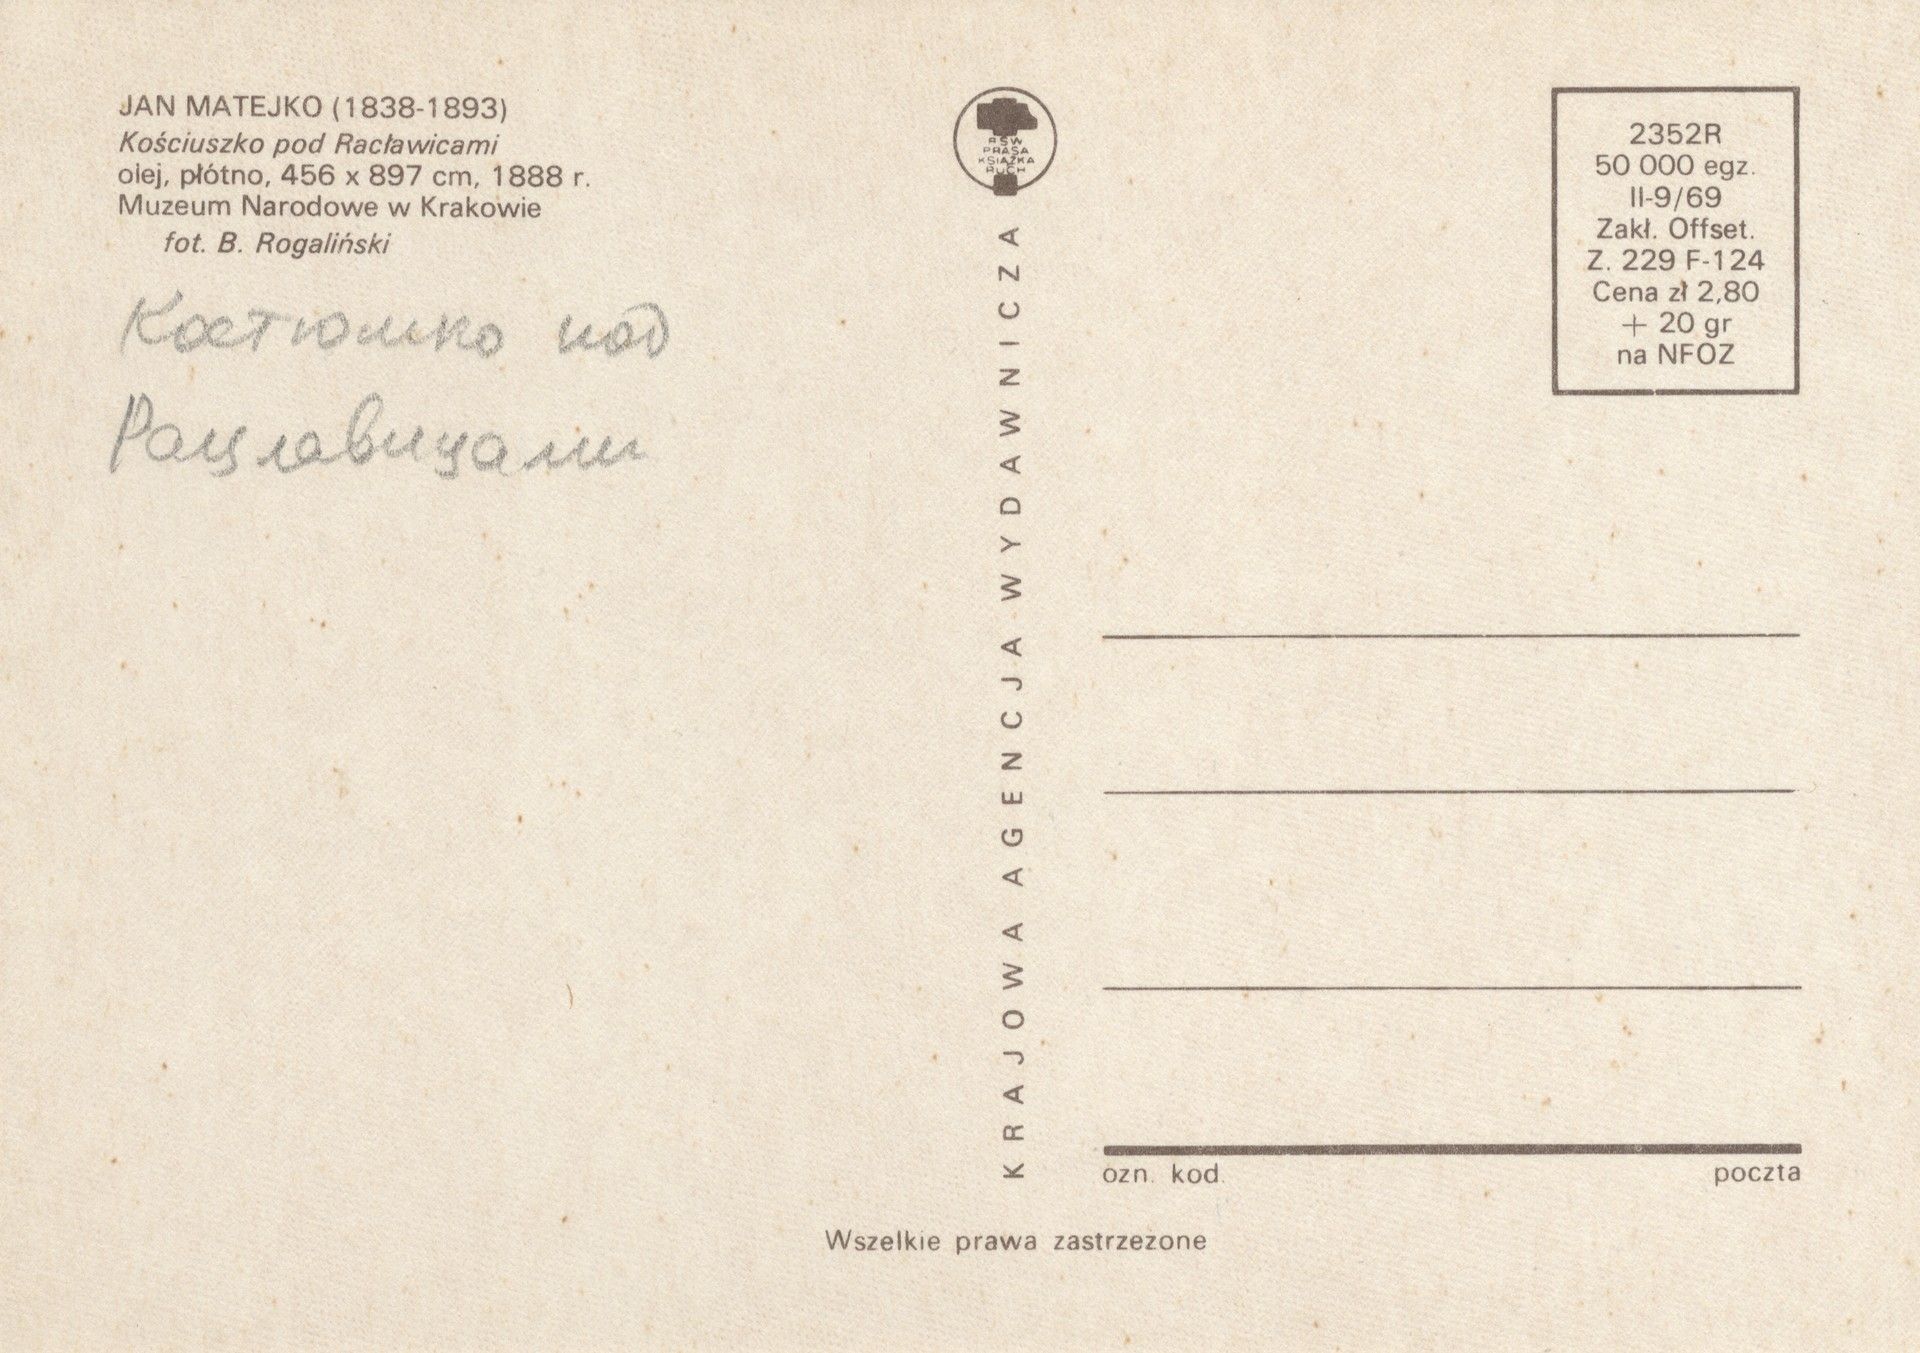 JAN MATEJKO (1838-1893)
Kościuszko pod Racławicami
olej, płótno, 456 x 897 cm, 1888 r.
Muzeum Narodowe w Krakowie
fot. B. Rogaliński
Костюшко под
Рацлавицами
RSW
PRASA
KSIĄŻKA
RUCH
KRAJOWA AGENCJA WYDAWNICZA
2352R
50 000 egz.
II-9/69
Zakł. Offset.
Z. 229 F-124
Cena zł 2,80
+ 20 gr
na NFOZ
ozn. kod.
poczta
Wszelkie prawa zastrzeżone